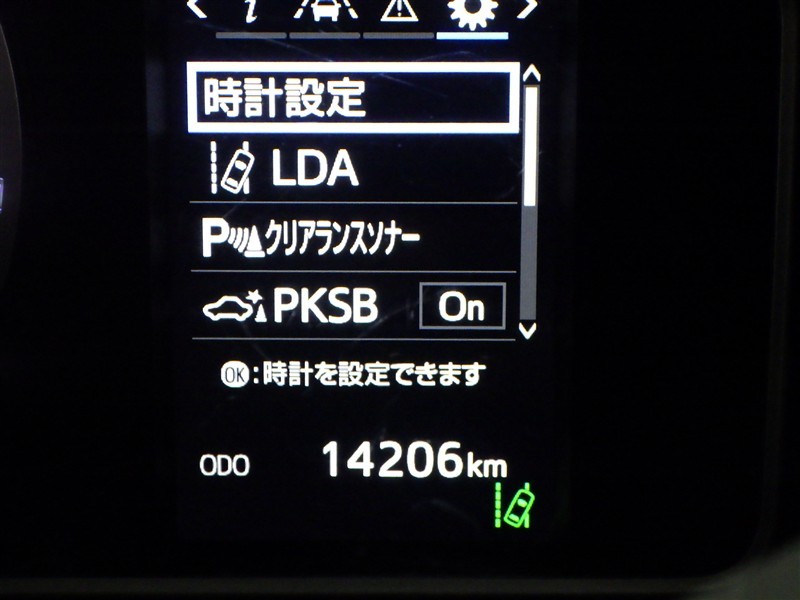 時計設定
LDA
Pクリアランスソナー
PKSB On
OK:時計を設定できます
ODO 14206km